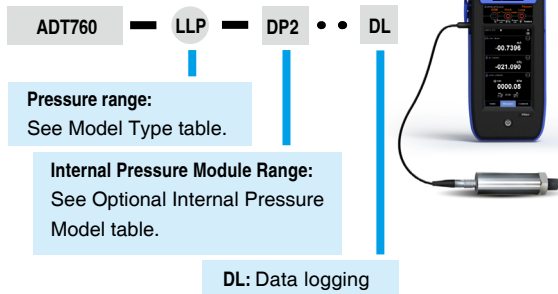 ADT760 — LLP — DP2 • • DL
Pressure range:
See Model Type table.
Internal Pressure Module Range:
See Optional Internal Pressure
Model table.
DL: Data logging
-00.7396
-021.090
0000.05